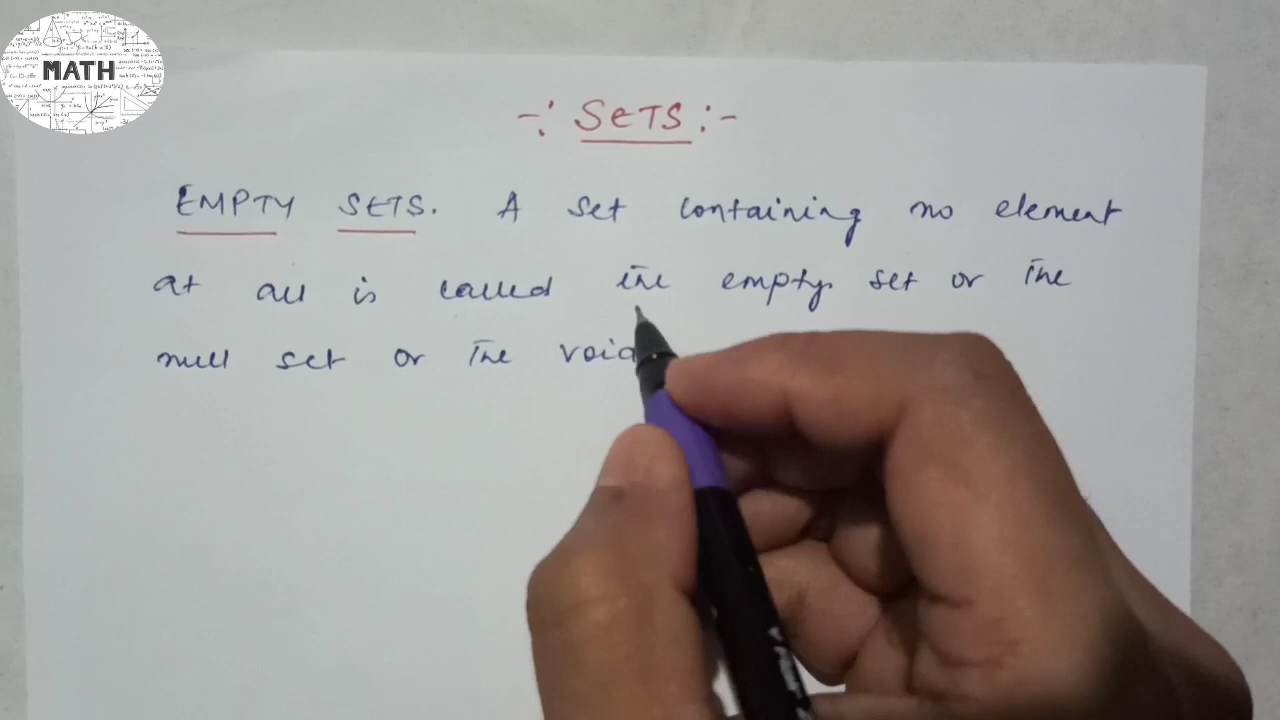 MATH
-: SETS :-
EMPTY SETS. A set containing no element
at all is called the empty set or the
null set or the void